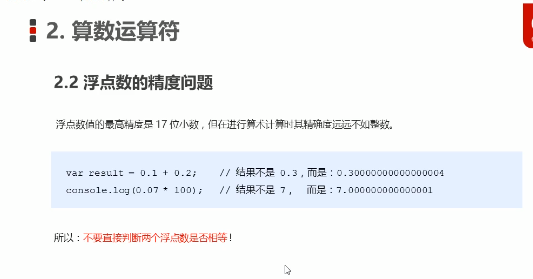 2. 算数运算符
2.2 浮点数的精度问题
浮点数值的最高精度是 17 位小数，但在进行算术计算时其精确度远远不如整数。
var result = 0.1 + 0.2;    // 结果不是 0.3，而是：0.30000000000000004
console.log(0.07 * 100);   // 结果不是 7，  而是：7.000000000000001
所以：不要直接判断两个浮点数是否相等！